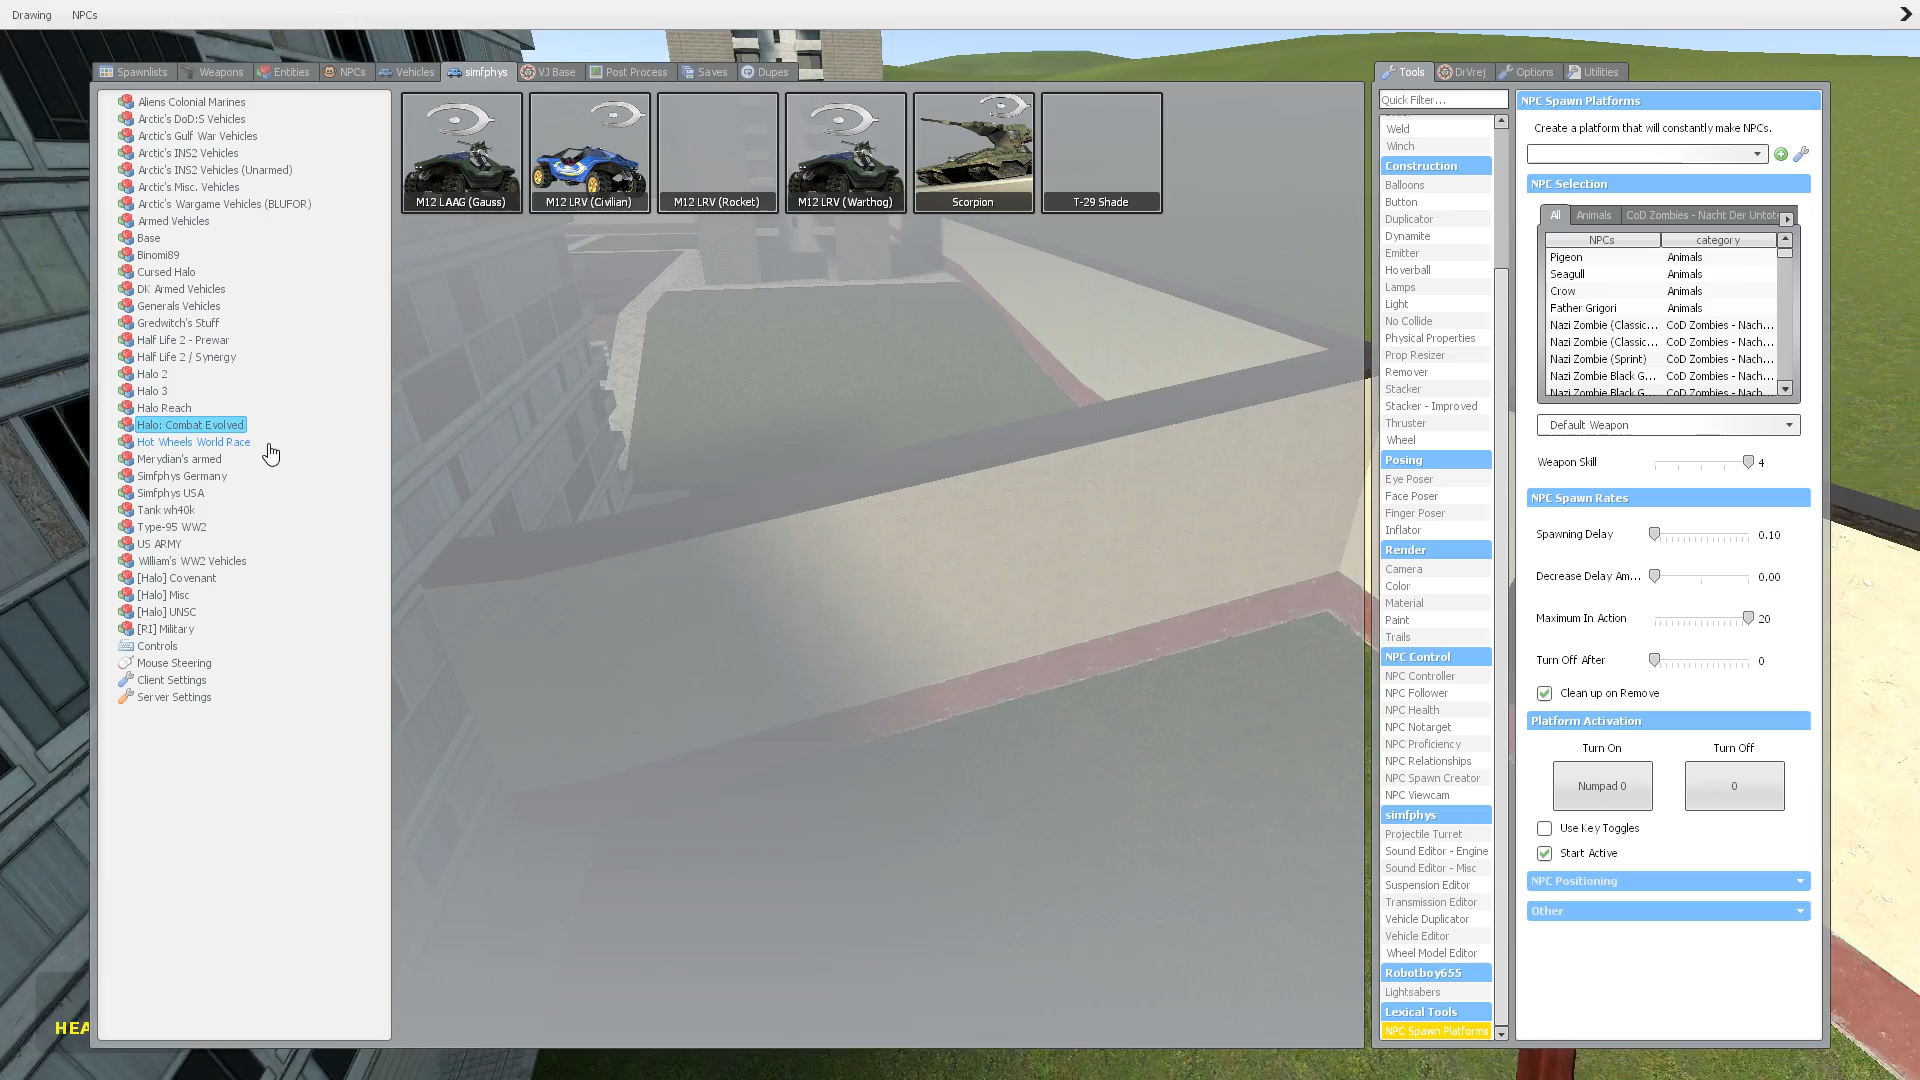 Drawing NPCs
Spawnlists Weapons Entities NPCs Vehicles simfphys VJ Base Post Process Saves Dupes
Aliens Colonial Marines
Arctic's DoD:S Vehicles
Arctic's Gulf War Vehicles
Arctic's INS2 Vehicles
Arctic's INS2 Vehicles (Unarmed)
Arctic's Misc. Vehicles
Arctic's Wargame Vehicles (BLUFOR)
Armed Vehicles
Base
Binomi89
Cursed Halo
DK Armed Vehicles
Generals Vehicles
Gredwitch's Stuff
Half Life 2 - Prewar
Half Life 2 / Synergy
Halo 2
Halo 3
Halo Reach
Halo: Combat Evolved
Hot Wheels World Race
Merydian's armed
Simfphys Germany
Simfphys USA
Tank wh40k
Type-95 WW2
US ARMY
William's WW2 Vehicles
[Halo] Covenant
[Halo] Misc
[Halo] UNSC
[RI] Military
Controls
Mouse Steering
Client Settings
Server Settings
M12 LAAG (Gauss) M12 LRV (Civilian) M12 LRV (Rocket) M12 LRV (Warthog) Scorpion T-29 Shade
HEA
Tools DrVrej Options Utilities
Quick Filter...
Weld
Winch
Construction
Balloons
Button
Duplicator
Dynamite
Emitter
Hoverball
Lamps
Light
No Collide
Physical Properties
Prop Resizer
Remover
Stacker
Stacker - Improved
Thruster
Wheel
Posing
Eye Poser
Face Poser
Finger Poser
Inflator
Render
Camera
Color
Material
Paint
Trails
NPC Control
NPC Controller
NPC Follower
NPC Health
NPC Notarget
NPC Proficiency
NPC Relationships
NPC Spawn Creator
NPC Viewcam
simfphys
Projectile Turret
Sound Editor - Engine
Sound Editor - Misc
Suspension Editor
Transmission Editor
Vehicle Duplicator
Vehicle Editor
Wheel Model Editor
Robotboy655
Lightsabers
Lexical Tools
NPC Spawn Platforms
NPC Spawn Platforms
Create a platform that will constantly make NPCs.
NPC Selection
All Animals CoD Zombies - Nacht Der Untote
NPCs category
Pigeon Animals
Seagull Animals
Crow Animals
Father Grigori Animals
Nazi Zombie (Classic... CoD Zombies - Nach...
Nazi Zombie (Classic... CoD Zombies - Nach...
Nazi Zombie (Sprint) CoD Zombies - Nach...
Nazi Zombie Black G... CoD Zombies - Nach...
Nazi Zombie Black G... CoD Zombies - Nach...
Default Weapon
Weapon Skill 4
NPC Spawn Rates
Spawning Delay 0.10
Decrease Delay Am... 0.00
Maximum In Action 20
Turn Off After 0
Clean up on Remove
Platform Activation
Turn On Turn Off
Numpad 0 0
Use Key Toggles
Start Active
NPC Positioning
Other